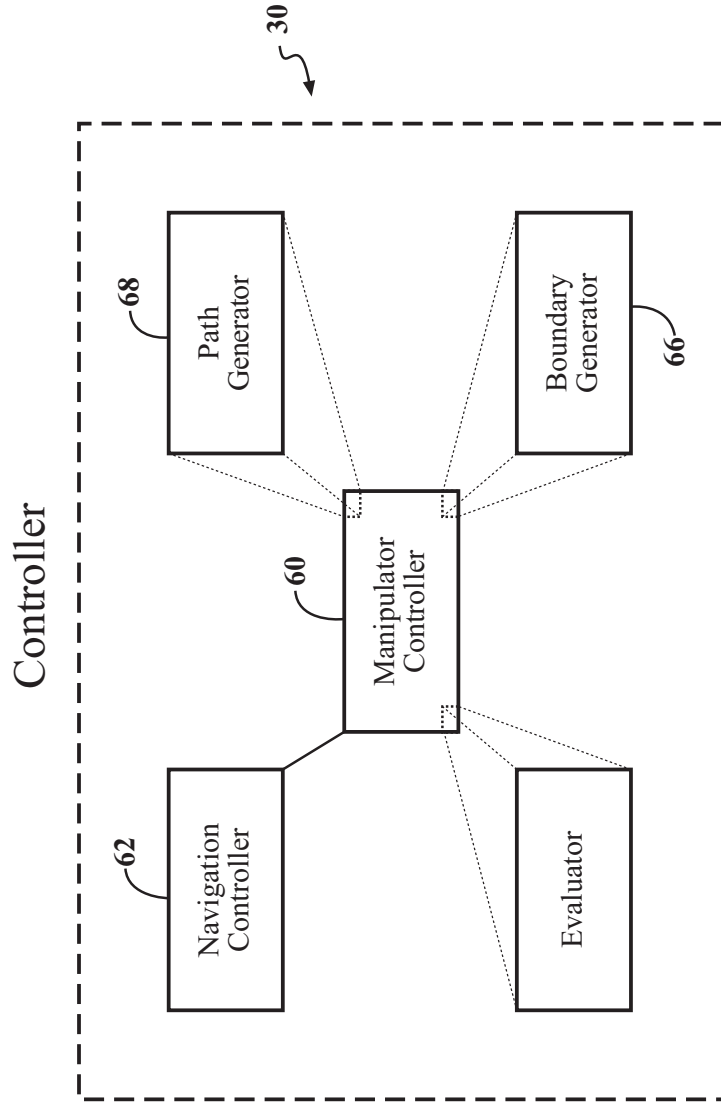 Controller
30
62
Navigation
Controller
68
Path
Generator
60
Manipulator
Controller
Evaluator
Boundary
Generator
66